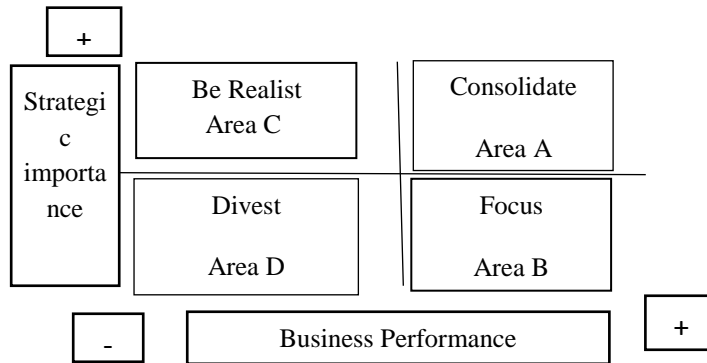 +
Strategi
c
importa
nce
Be Realist
Area C
Consolidate
Area A
Divest
Area D
Focus
Area B
-
Business Performance
+